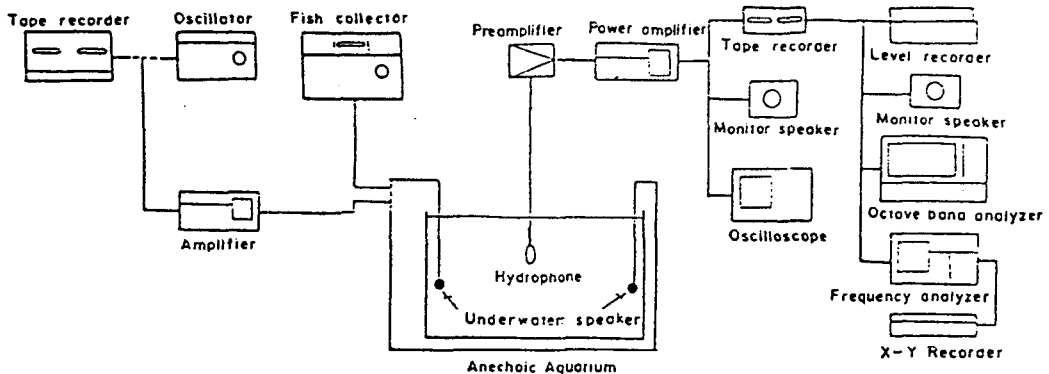 Tape recorder
Oscillator
Fish collector
Preamplifier
Power amplifier
Tape recorder
Level recorder
Monitor speaker
Monitor speaker
Octave bana analyzer
Oscilloscope
Amplifier
Hydrophone
Frequency analyzer
Underwater speaker
X-Y Recorder
Anechoic Aquarium